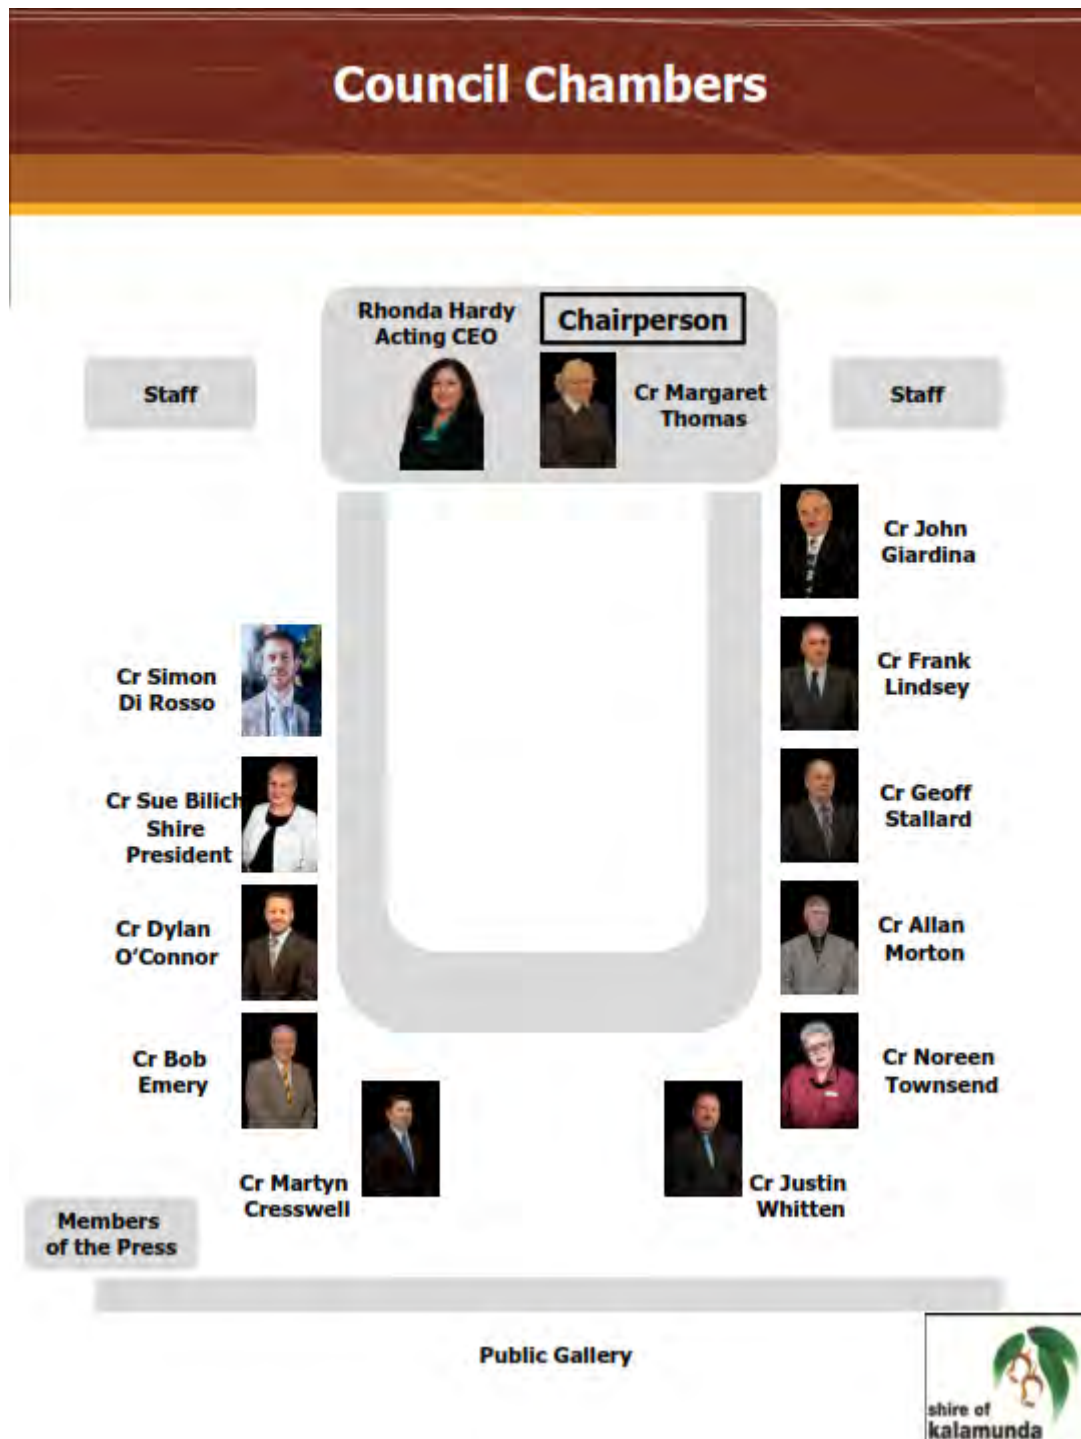 Council Chambers
Rhonda Hardy
Acting CEO
Chairperson
Cr Margaret
Thomas
Staff
Staff
Cr John
Giardina
Cr Simon
Di Rosso
Cr Frank
Lindsey
Cr Sue Bilich
Shire
President
Cr Geoff
Stallard
Cr Dylan
O'Connor
Cr Allan
Morton
Cr Bob
Emery
Cr Noreen
Townsend
Cr Martyn
Cresswell
Cr Justin
Whitten
Members
of the Press
Public Gallery
shire of
kalamunda